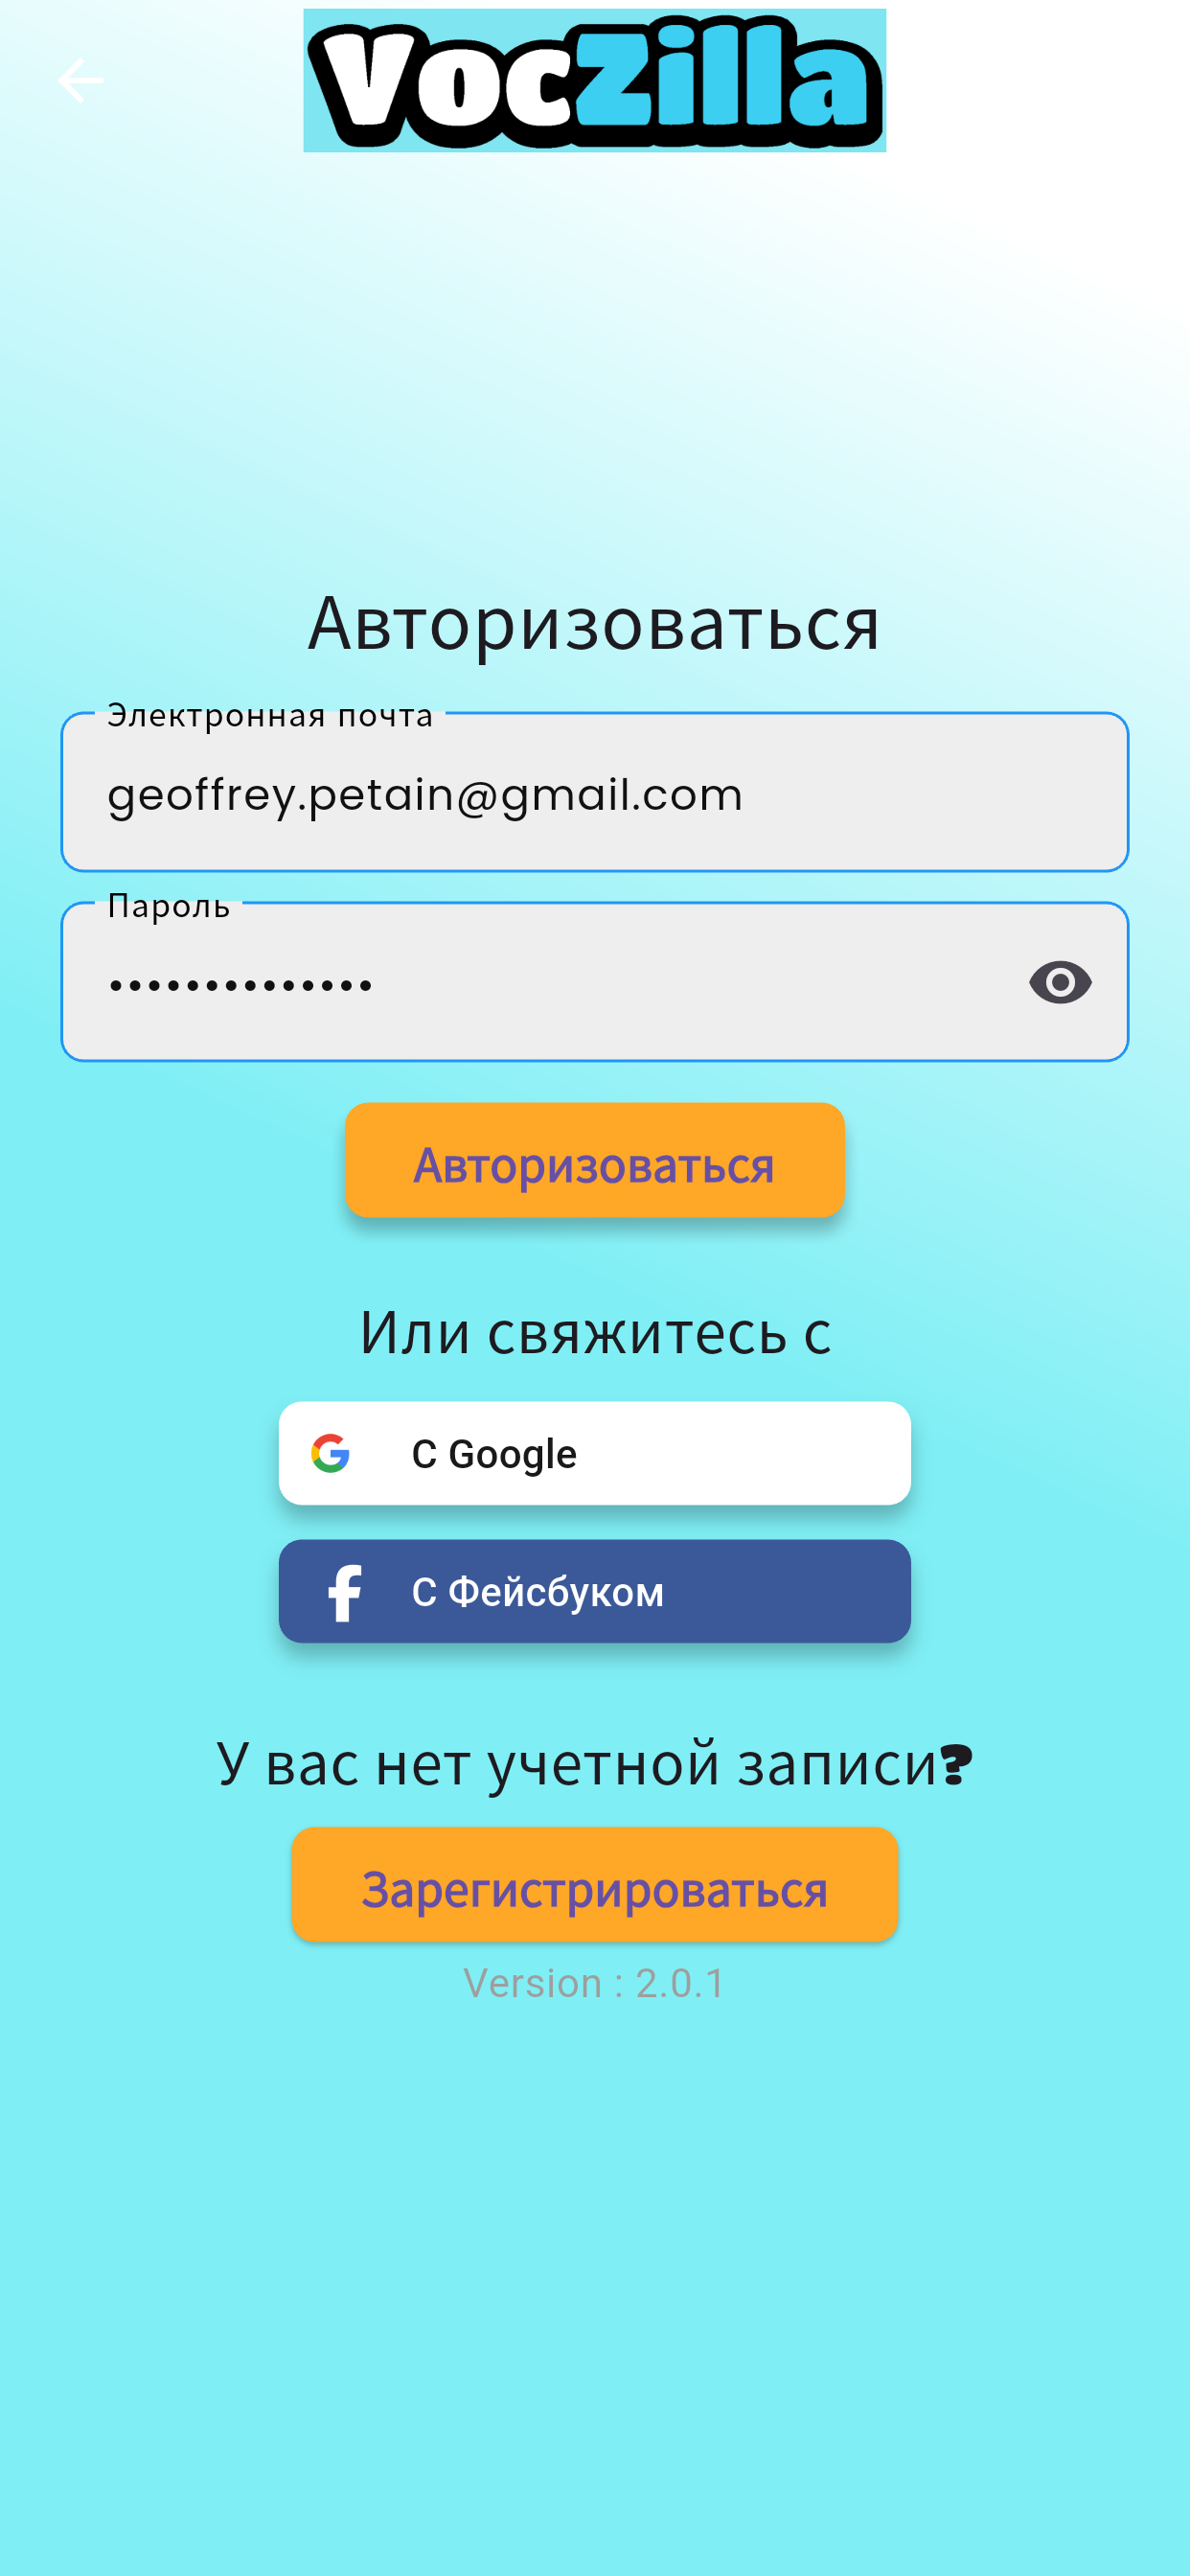 VocZilla
Авторизоваться
Электронная почта
geoffrey.petain@gmail.com
Пароль
••••••••••••••
Авторизоваться
Или свяжитесь с
С Google
С Фейсбуком
У вас нет учетной записи?
Зарегистрироваться
Version : 2.0.1